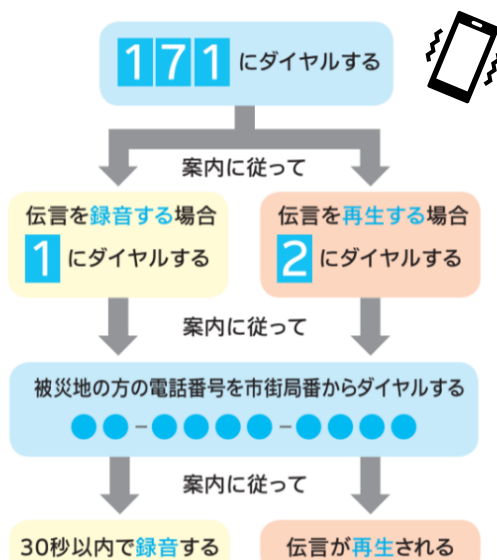 171にダイヤルする
案内に従って
伝言を録音する場合
1にダイヤルする
伝言を再生する場合
2にダイヤルする
案内に従って
被災地の方の電話番号を市街局番からダイヤルする
●●-●●●●-●●●●
案内に従って
30秒以内で録音する
伝言が再生される